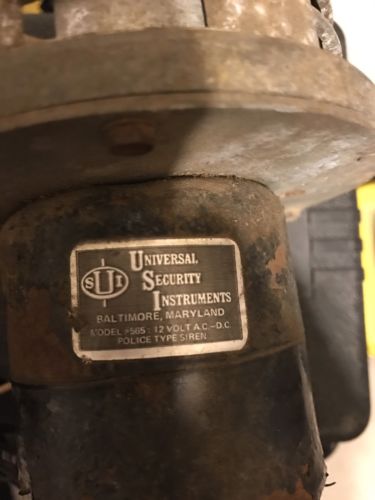 SUI
UNIVERSAL
SECURITY
INSTRUMENTS
BALTIMORE, MARYLAND
MODEL #565 : 12 VOLT A.C.-D.C.
POLICE TYPE SIREN